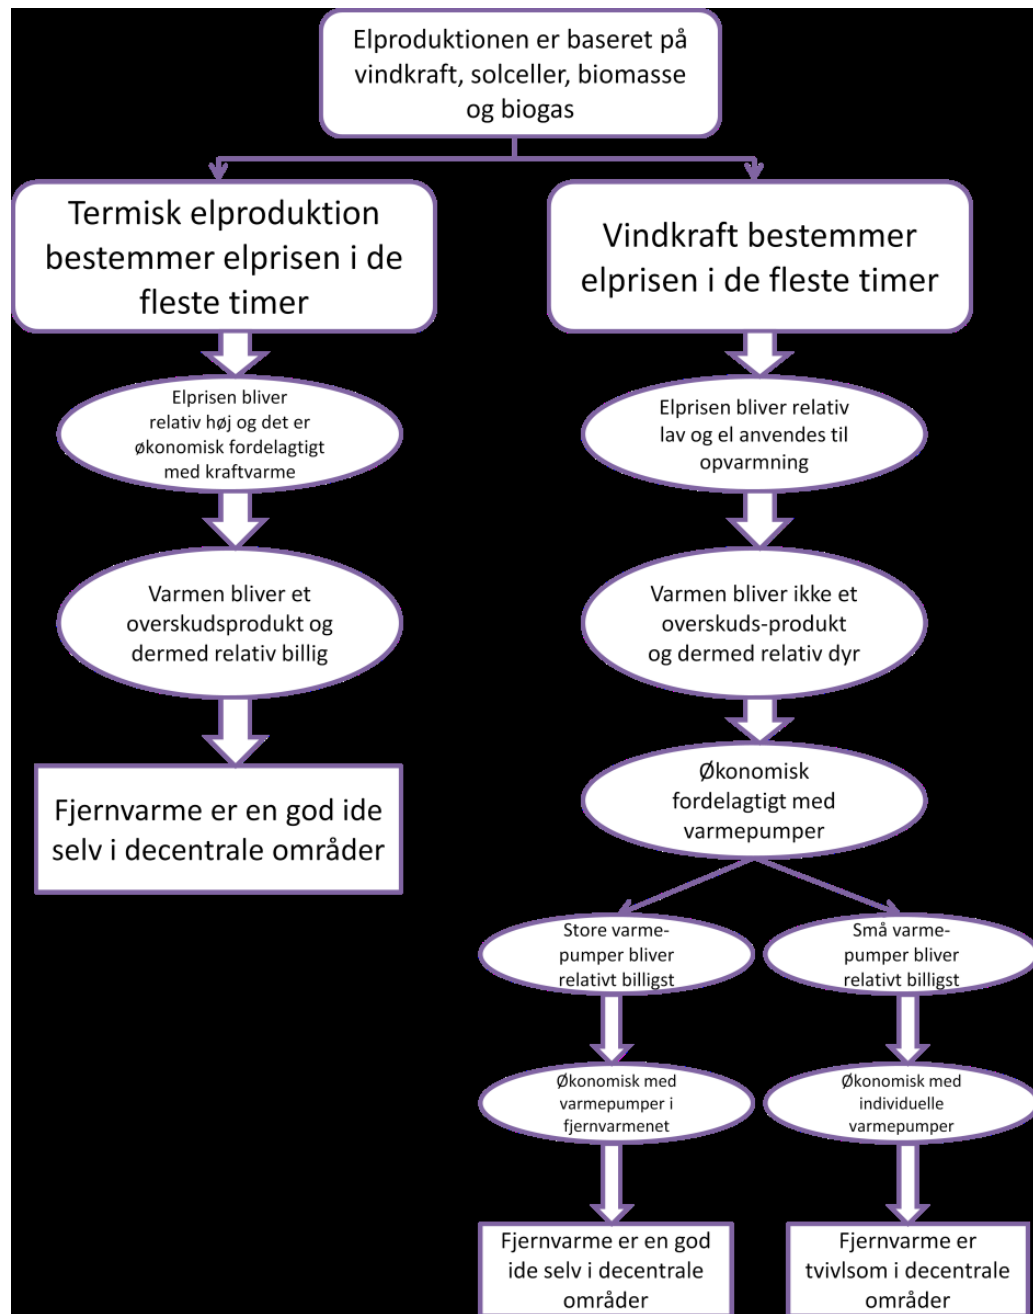 Elproduktionen er baseret på
vindkraft, solceller, biomasse
og biogas
Termisk elproduktion
bestemmer elprisen i de
fleste timer
Vindkraft bestemmer
elprisen i de fleste timer
Elprisen bliver
relativ høj og det er
økonomisk fordelagtigt
med kraftvarme
Elprisen bliver relativ
lav og el anvendes til
opvarmning
Varmen bliver et
overskudsprodukt og
dermed relativ billig
Varmen bliver ikke et
overskuds-produkt
og dermed relativ dyr
Fjernvarme er en god ide
selv i decentrale områder
Økonomisk
fordelagtigt med
varmepumper
Store varme-
pumper bliver
relativt billigst
Små varme-
pumper bliver
relativt billigst
Økonomisk med
varmepumper i
fjernvarmenet
Økonomisk med
individuelle
varmepumper
Fjernvarme er en god
ide selv i decentrale
områder
Fjernvarme er
tvivlsom i decentrale
områder